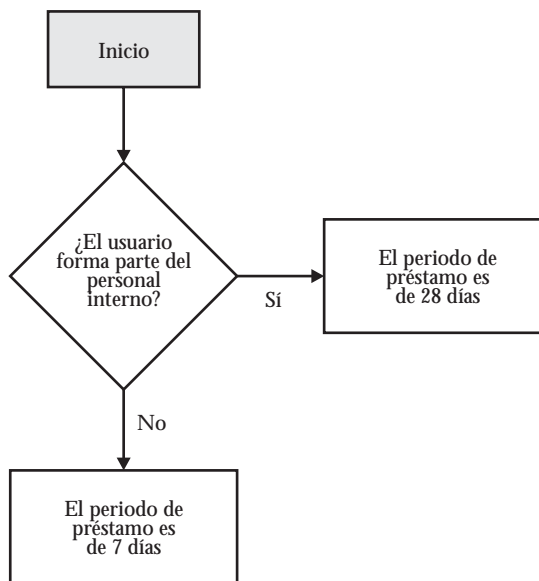 Inicio
¿El usuario
forma parte del
personal
interno?
Sí
El periodo de
préstamo es
de 28 días
No
El periodo de
préstamo es
de 7 días